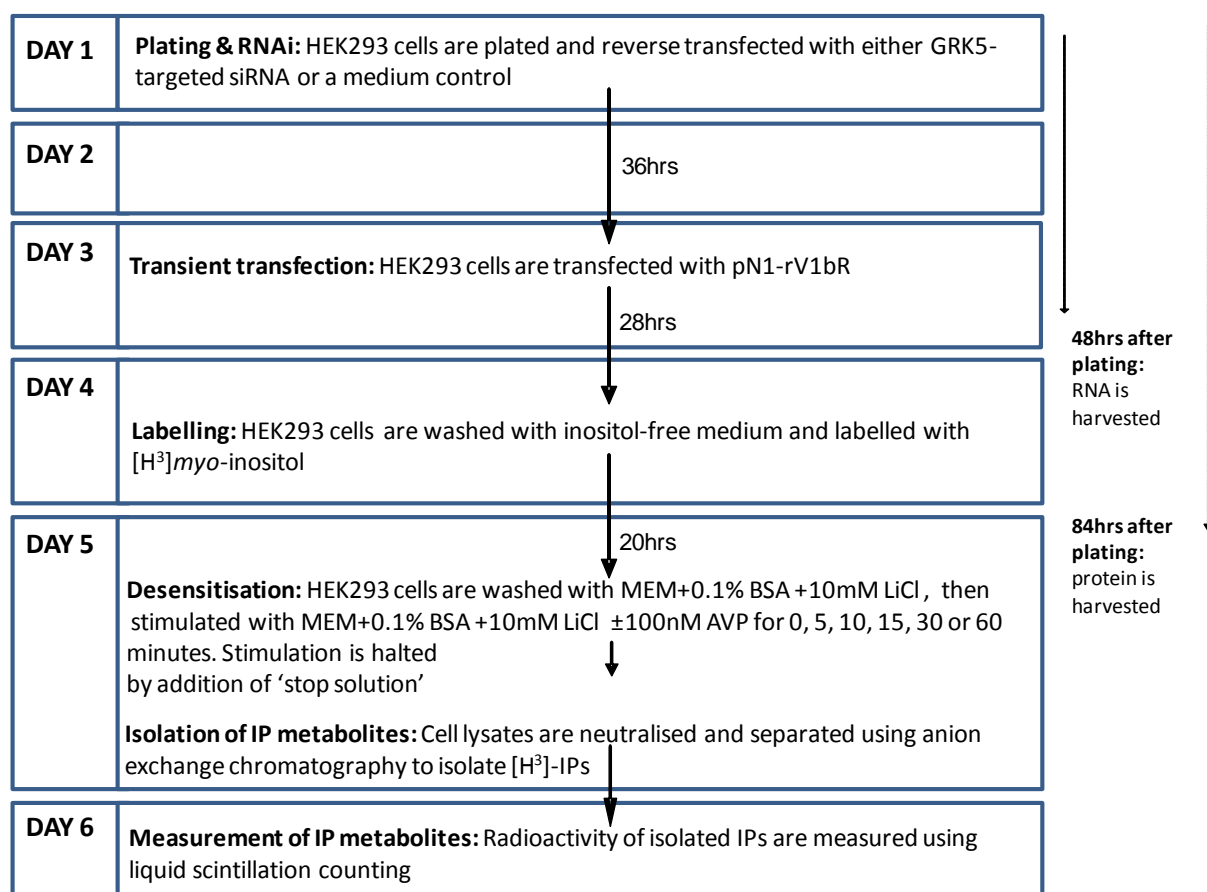 DAY 1
Plating & RNAi: HEK293 cells are plated and reverse transfected with either GRK5-
targeted siRNA or a medium control
DAY 2
36hrs
DAY 3
Transient transfection: HEK293 cells are transfected with pN1-rV1bR
28hrs
48hrs after
plating:
RNA is
harvested
DAY 4
Labelling: HEK293 cells are washed with inositol-free medium and labelled with
[H³]myo-inositol
DAY 5
20hrs
84hrs after
plating:
protein is
harvested
Desensitisation: HEK293 cells are washed with MEM+0.1% BSA +10mM LiCl , then
stimulated with MEM+0.1% BSA +10mM LiCl ±100nM AVP for 0, 5, 10, 15, 30 or 60
minutes. Stimulation is halted
by addition of ‘stop solution’
Isolation of IP metabolites: Cell lysates are neutralised and separated using anion
exchange chromatography to isolate [H³]-IPs
DAY 6
Measurement of IP metabolites: Radioactivity of isolated IPs are measured using
liquid scintillation counting